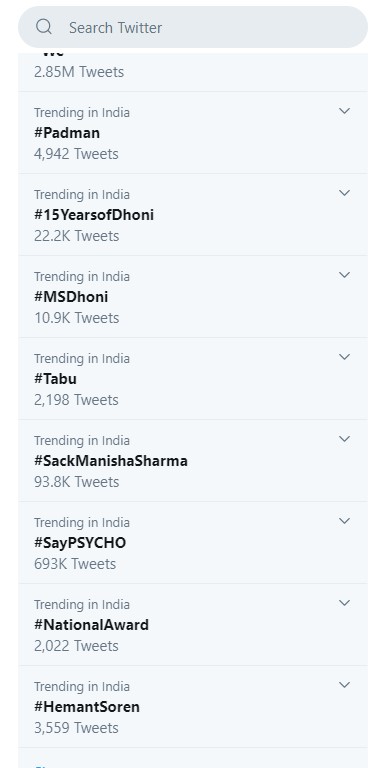 Search Twitter
2.85M Tweets
Trending in India
#Padman
4,942 Tweets
Trending in India
#15YearsofDhoni
22.2K Tweets
Trending in India
#MSDhoni
10.9K Tweets
Trending in India
#Tabu
2,198 Tweets
Trending in India
#SackManishaSharma
93.8K Tweets
Trending in India
#SayPSYCHO
693K Tweets
Trending in India
#NationalAward
2,022 Tweets
Trending in India
#HemantSoren
3,559 Tweets